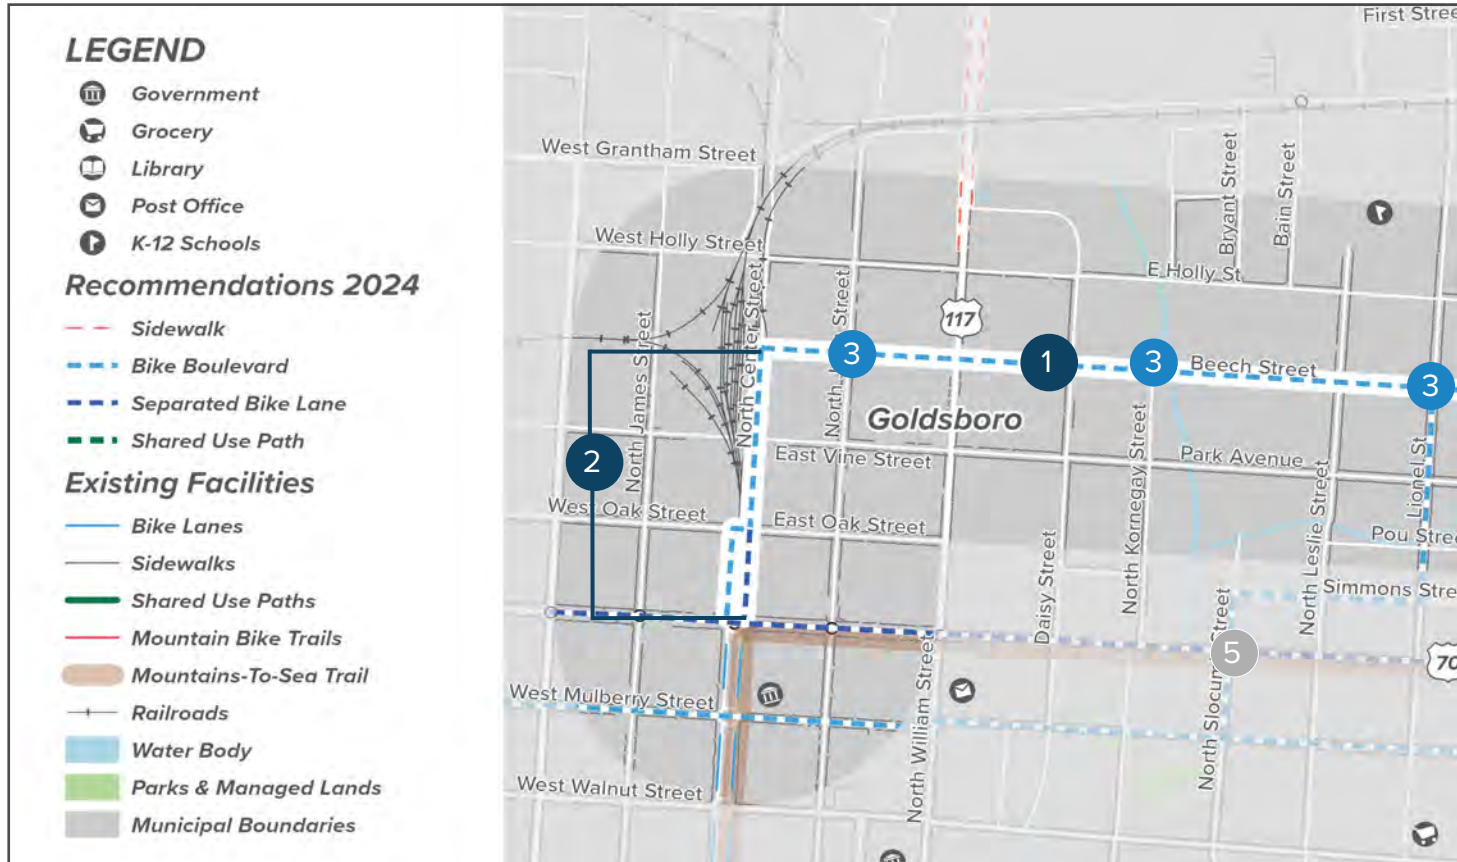 LEGEND
Government
Grocery
Library
Post Office
K-12 Schools
Recommendations 2024
Sidewalk
Bike Boulevard
Separated Bike Lane
Shared Use Path
Existing Facilities
Bike Lanes
Sidewalks
Shared Use Paths
Mountain Bike Trails
Mountains-To-Sea Trail
Railroads
Water Body
Parks & Managed Lands
Municipal Boundaries
First Stree
West Grantham Street
Bryant Street
Bain Street
West Holly Street
E Holly St
117
North James Street
North Center Street
North Street
3
1
3
Beech Street
3
Goldsboro
2
East Vine Street
Park Avenue
Lionel St
West Oak Street
East Oak Street
Pou Stree
Daisy Street
North Kornegay Street
North Leslie Street
Simmons Stre
North Slocum Street
5
70
West Mulberry Street
North William Street
West Walnut Street